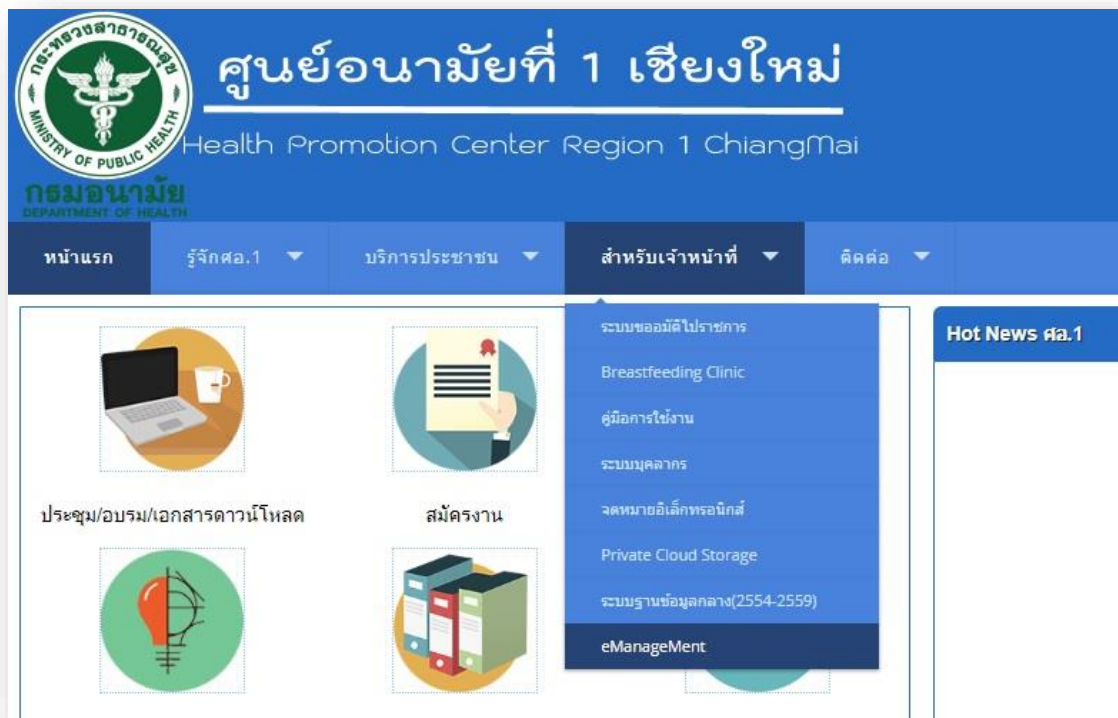 กระทรวงสาธารณสุข
MINISTRY OF PUBLIC HEALTH
กรมอนามัย
DEPARTMENT OF HEALTH
ศูนย์อนามัยที่ 1 เชียงใหม่
Health Promotion Center Region 1 ChiangMai
หน้าแรก รู้จักศอ.1 บริการประชาชน สำหรับเจ้าหน้าที่ ติดต่อ
ระบบขออมัติไปราชการ
Breastfeeding Clinic
คู่มือการใช้งาน
ระบบบุคลากร
จดหมายอิเล็กทรอนิกส์
Private Cloud Storage
ระบบฐานข้อมูลกลาง(2554-2559)
eManageMent
Hot News ศอ.1
ประชุม/อบรม/เอกสารดาวน์โหลด
สมัครงาน